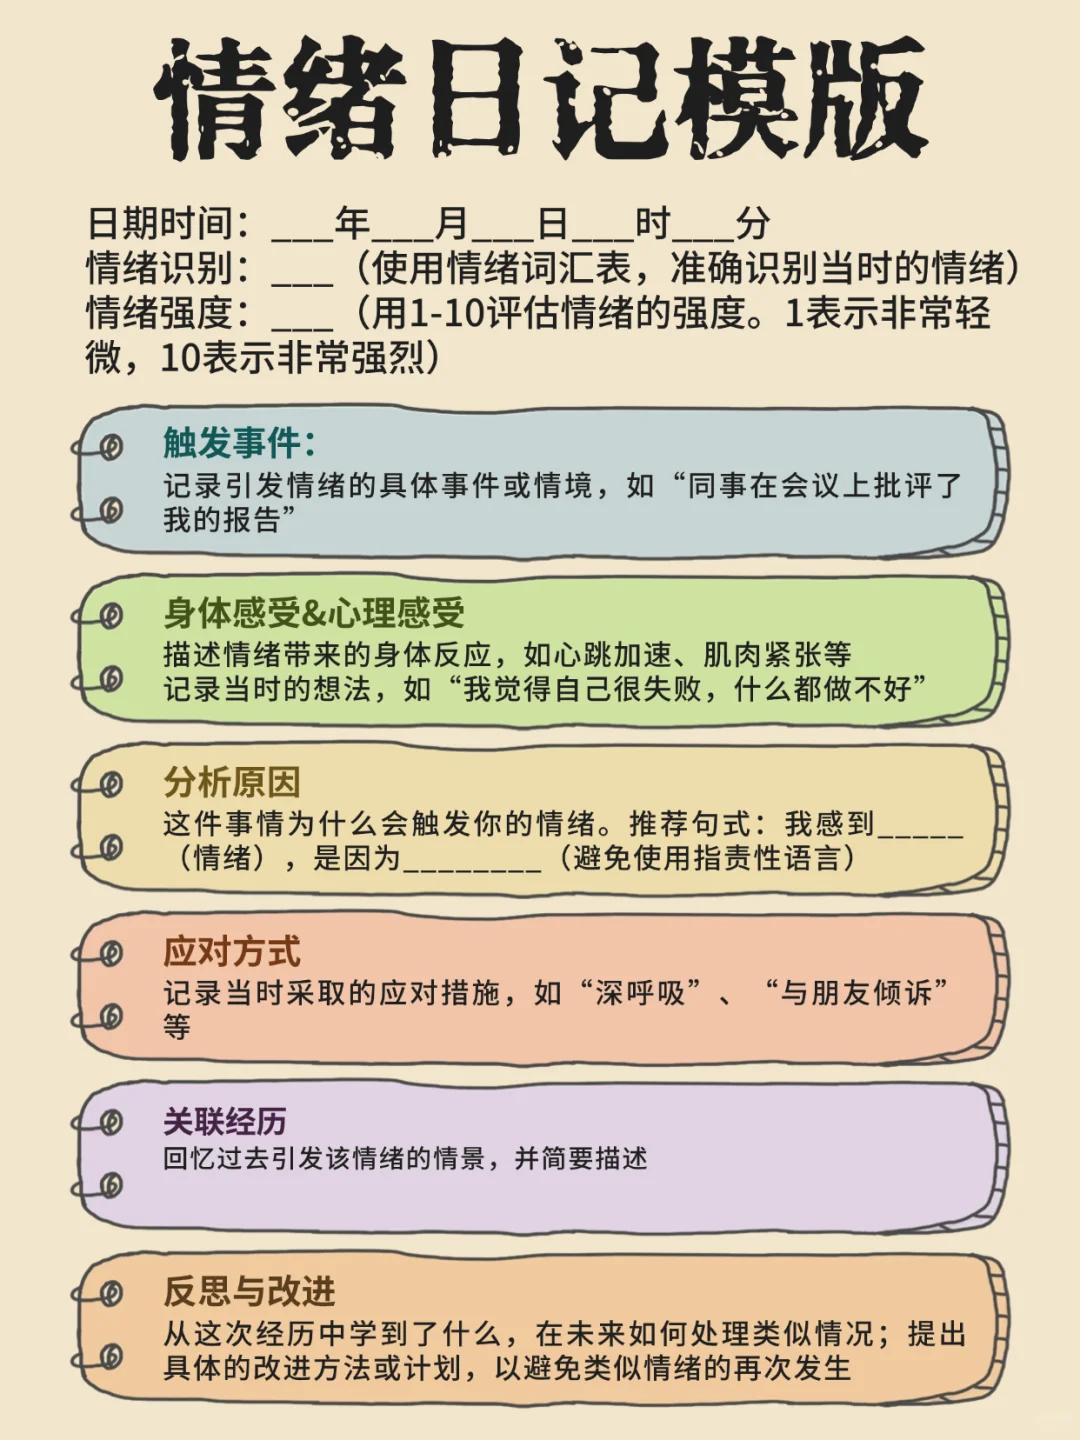 情绪日记模版
日期时间：___年___月___日___时___分
情绪识别：___（使用情绪词汇表，准确识别当时的情绪）
情绪强度：___（用1-10评估情绪的强度。1表示非常轻
微，10表示非常强烈）
触发事件：
记录引发情绪的具体事件或情境，如“同事在会议上批评了
我的报告”
身体感受&心理感受
描述情绪带来的身体反应，如心跳加速、肌肉紧张等
记录当时的想法，如“我觉得自己很失败，什么都做不好”
分析原因
这件事情为什么会触发你的情绪。推荐句式：我感到_____
（情绪），是因为________（避免使用指责性语言）
应对方式
记录当时采取的应对措施，如“深呼吸”、“与朋友倾诉”
等
关联经历
回忆过去引发该情绪的情景，并简要描述
反思与改进
从这次经历中学到了什么，在未来如何处理类似情况；提出
具体的改进方法或计划，以避免类似情绪的再次发生